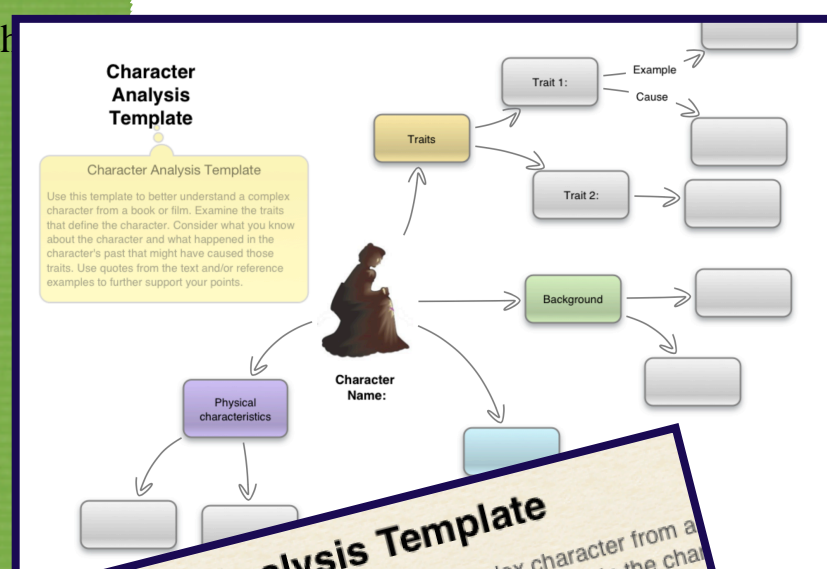 h
Character
Analysis
Template
Character Analysis Template
Use this template to better understand a complex
character from a book or film. Examine the traits
that define the character. Consider what you know
about the character and what happened in the
character's past that might have caused those
traits. Use quotes from the text and/or reference
examples to further support your points.
Traits
Trait 1:
Example
Cause
Trait 2:
Background
Character
Name:
Physical
characteristics
alysis Template
character from a
the char